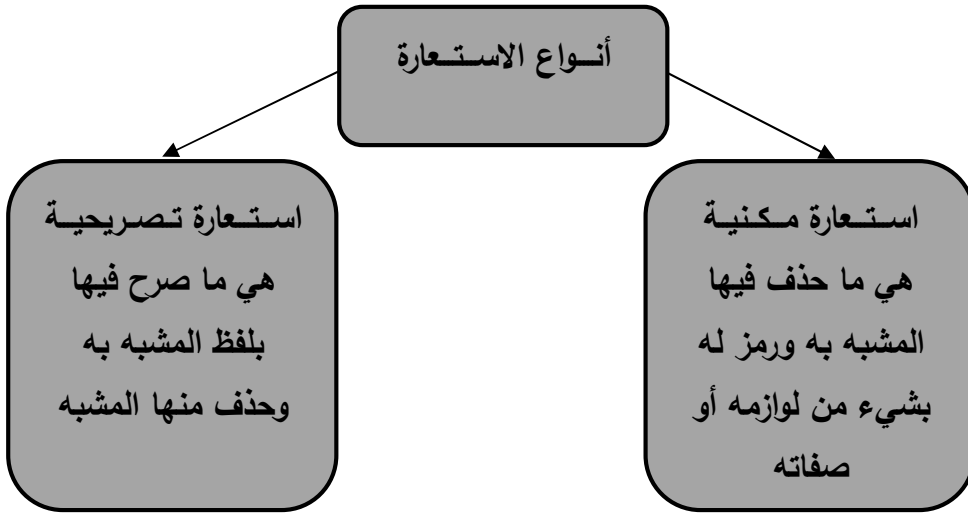 أنواع الاستعارة
استعارة مكنية
هي ما حذف فيها
المشبه به ورمز له
بشيء من لوازمه أو
صفاته
استعارة تصريحية
هي ما صرح فيها
بلفظ المشبه به
وحذف منها المشبه